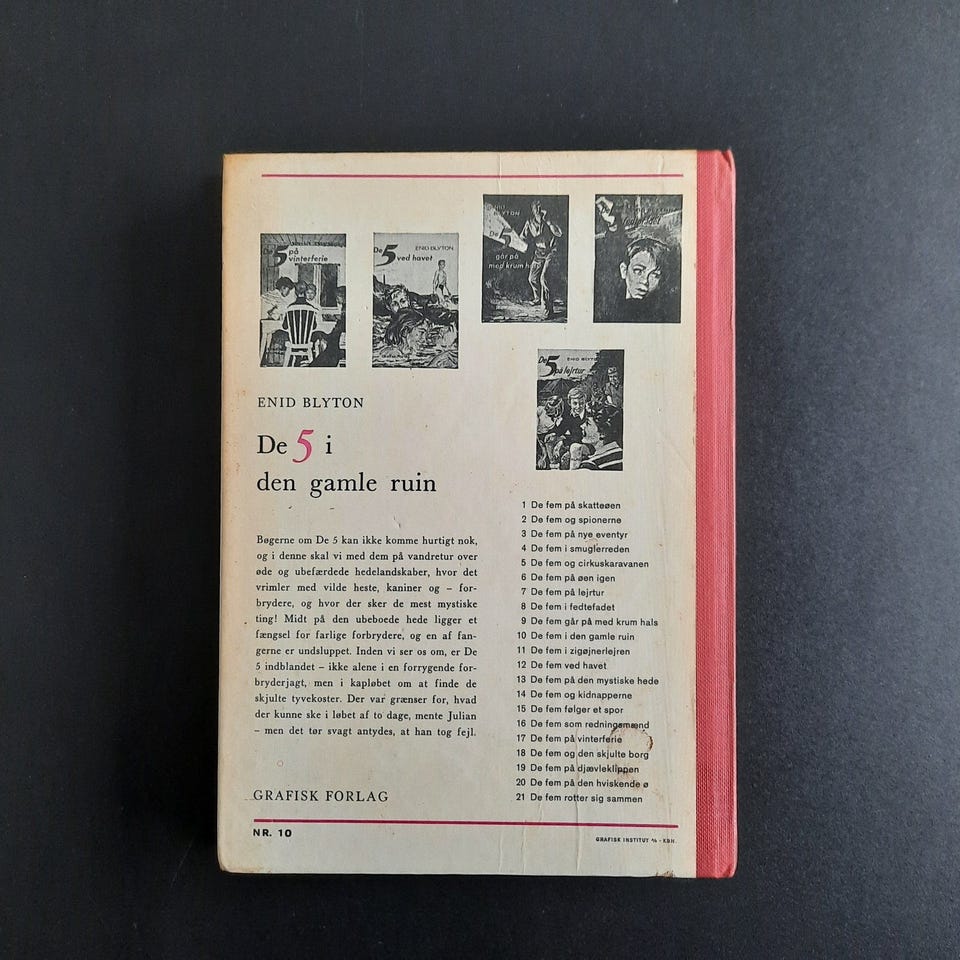 De 5 på
vinterferie
De 5 ENID BLYTON
ved havet
ENID
BLYTON
De 5
går på
med krum hals
De 5 ENID BLYTON
på lejrtur
ENID BLYTON
De 5 i
den gamle ruin
Bøgerne om De 5 kan ikke komme hurtigt nok,
og i denne skal vi med dem på vandretur over
øde og ubefærdede hedelandskaber, hvor det
vrimler med vilde heste, kaniner og – for-
brydere, og hvor der sker de mest mystiske
ting! Midt på den ubeboede hede ligger et
fængsel for farlige forbrydere, og en af fan-
gerne er undsluppet. Inden vi ser os om, er De
5 indblandet – ikke alene i en forrygende for-
bryderjagt, men i kapløbet om at finde de
skjulte tyvekoster. Der var grænser for, hvad
der kunne ske i løbet af to dage, mente Julian
– men det tør svagt antydes, at han tog fejl.
GRAFISK FORLAG
NR. 10
1 De fem på skatteøen
2 De fem og spionerne
3 De fem på nye eventyr
4 De fem i smuglerreden
5 De fem og cirkuskaravanen
6 De fem på øen igen
7 De fem på lejrtur
8 De fem i fedtefadet
9 De fem går på med krum hals
10 De fem i den gamle ruin
11 De fem i zigøjnerlejren
12 De fem ved havet
13 De fem på den mystiske hede
14 De fem og kidnapperne
15 De fem følger et spor
16 De fem som redningsmænd
17 De fem på vinterferie
18 De fem og den skjulte borg
19 De fem på djævleklippen
20 De fem på den hviskende ø
21 De fem rotter sig sammen
GRAFISK INSTITUT A/S - KBH.